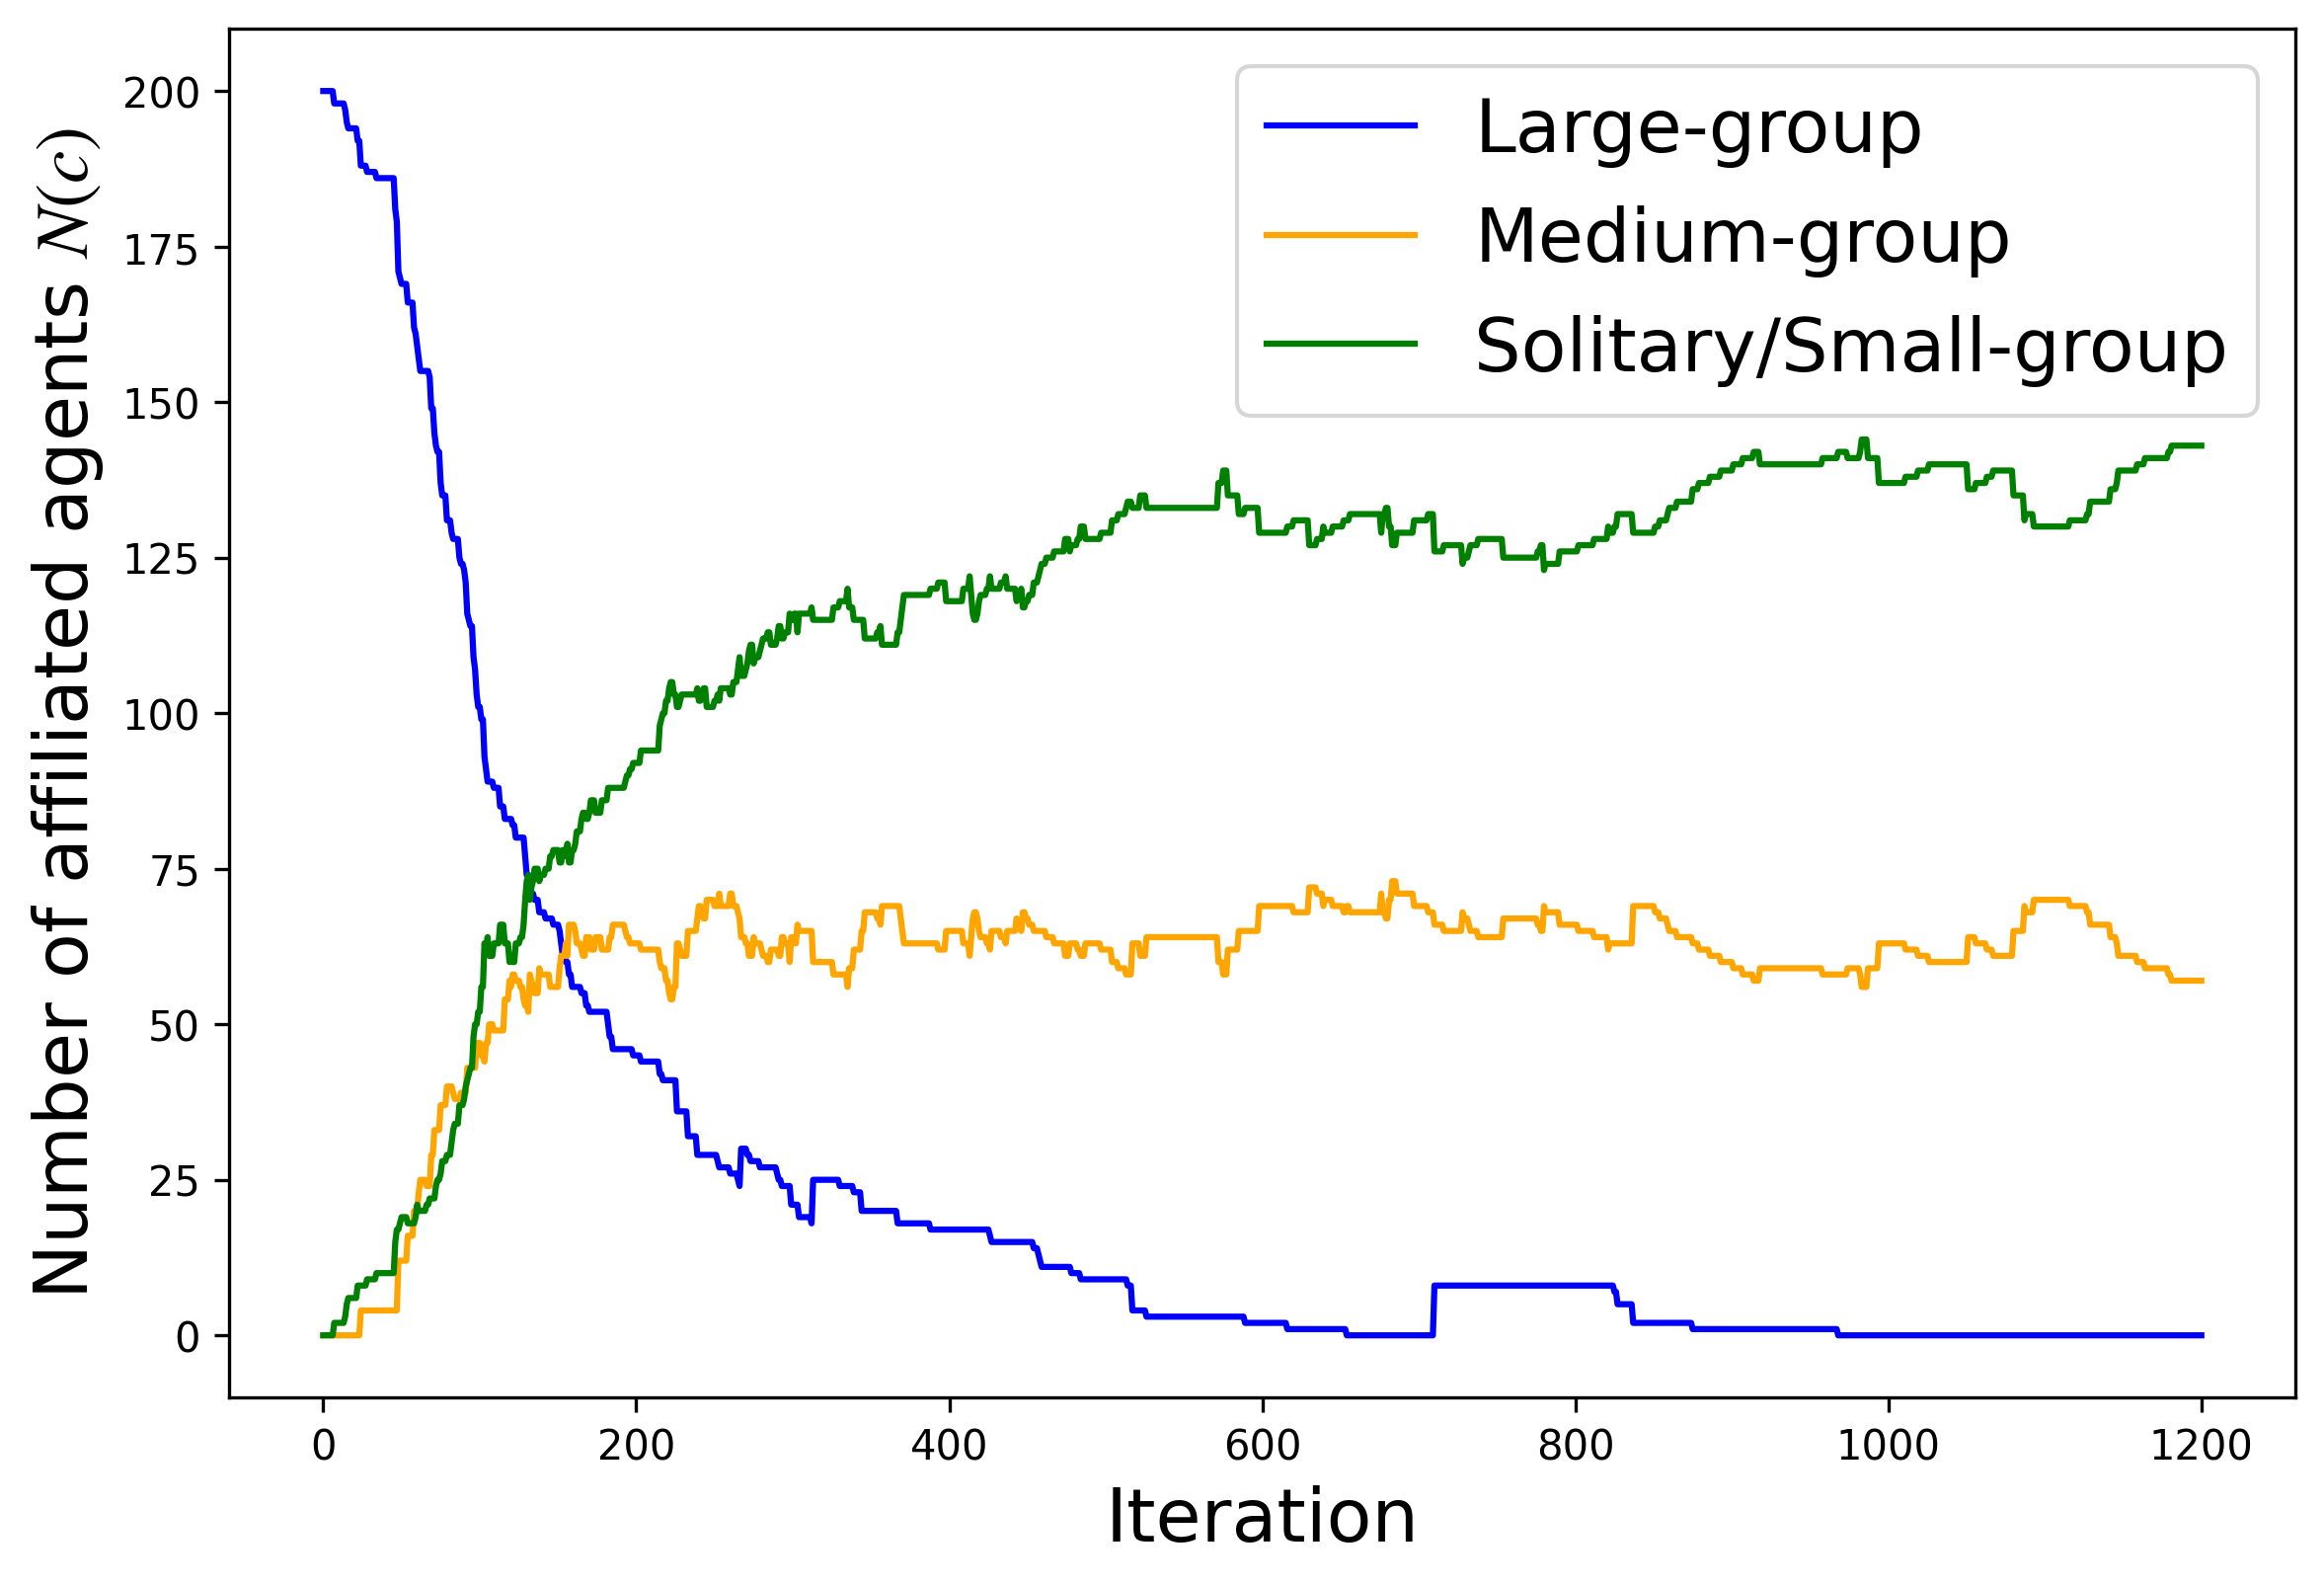 Number of affiliated agents N(c)
200
175
150
125
100
75
50
25
0
Large-group
Medium-group
Solitary/Small-group
0 200 400 600 800 1000 1200
Iteration